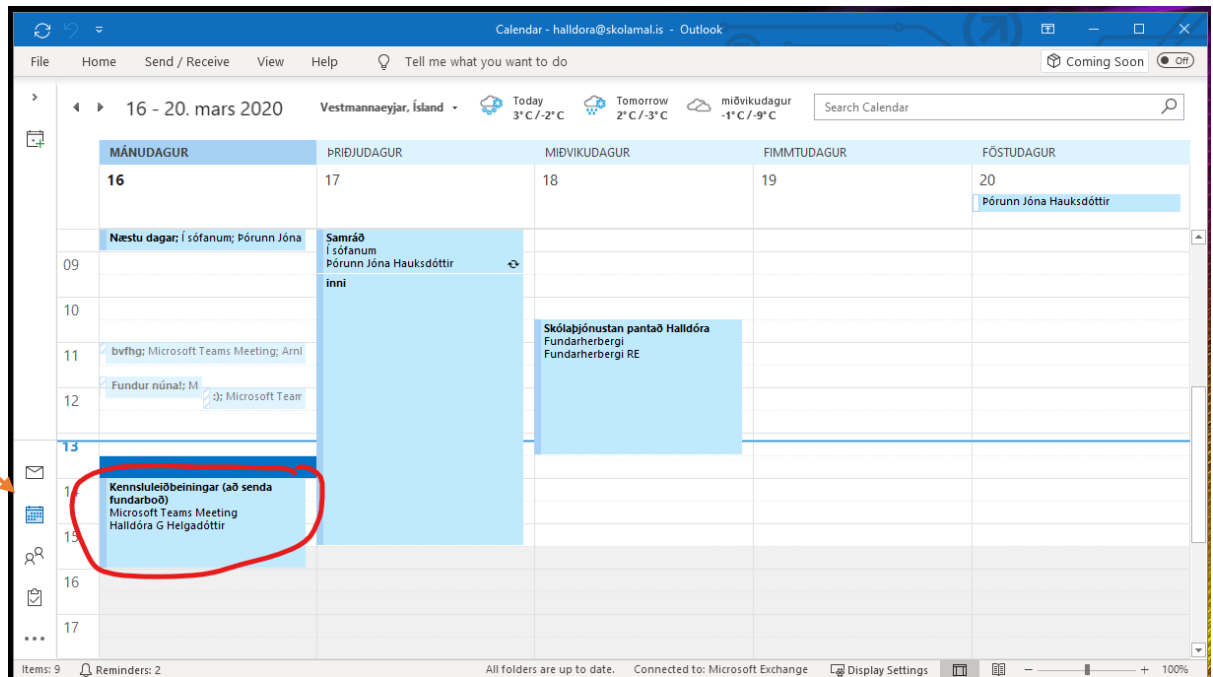 Calendar - halldora@skolamal.is - Outlook
File Home Send / Receive View Help Tell me what you want to do Coming Soon Off
16 - 20. mars 2020 Vestmannaeyjar, Ísland Today 3°C/-2°C Tomorrow 2°C/-3°C miðvikudagur -1°C/-9°C Search Calendar
MÁNUDAGUR ÞRIÐJUDAGUR MIÐVIKUDAGUR FIMMTUDAGUR FÖSTUDAGUR
16 17 18 19 20
Þórunn Jóna Hauksdóttir
Næstu dagar; Í sófanum; Þórunn Jóna
Samráð
Í sófanum
Þórunn Jóna Hauksdóttir
09
inni
10
Skólaþjónustan pantað Halldóra
Fundarherbergi
Fundarherbergi RE
11
bvfhg; Microsoft Teams Meeting; Arnl
Fundur núna!; M
:); Microsoft Team
12
13
14
Kennsluleiðbeiningar (að senda
fundarboð)
Microsoft Teams Meeting
Halldóra G Helgadóttir
15
16
17
Items: 9 Reminders: 2 All folders are up to date. Connected to: Microsoft Exchange Display Settings 100%